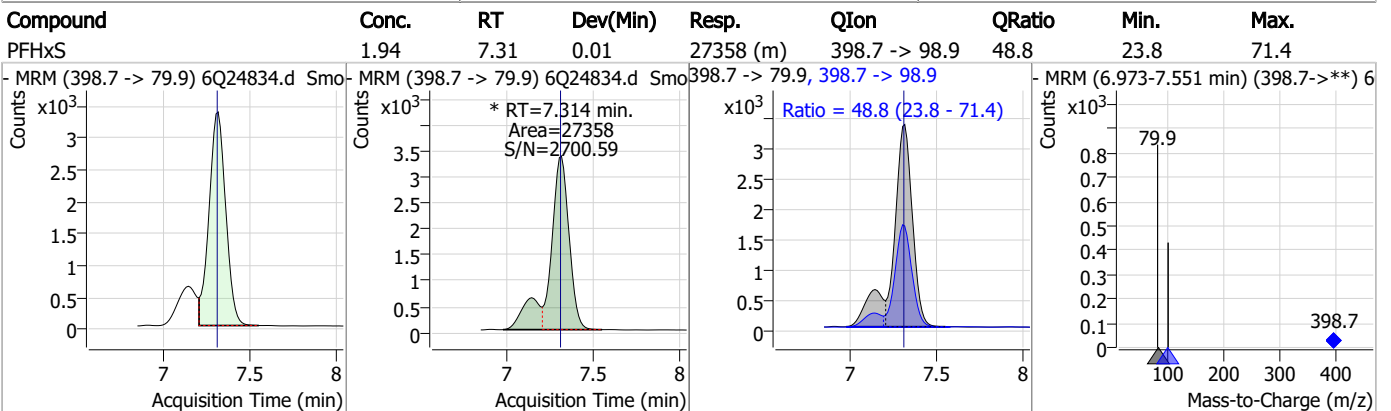 Compound Conc. RT Dev(Min) Resp. QIon QRatio Min. Max.
PFHxS 1.94 7.31 0.01 27358 (m) 398.7 -> 98.9 48.8 23.8 71.4
- MRM (398.7 -> 79.9) 6Q24834.d Smo
Counts
x10³
3
2.5
2
1.5
1
0.5
0
7 7.5 8
Acquisition Time (min)
- MRM (398.7 -> 79.9) 6Q24834.d Smo
Counts
x10³
* RT=7.314 min.
Area=27358
S/N=2700.59
3.5
3
2.5
2
1.5
1
0.5
0
7 7.5 8
Acquisition Time (min)
398.7 -> 79.9, 398.7 -> 98.9
Counts
x10³
Ratio = 48.8 (23.8 - 71.4)
3
2.5
2
1.5
1
0.5
0
7 7.5 8
Acquisition Time (min)
- MRM (6.973-7.551 min) (398.7->**) 6
Counts
x10³
79.9
0.8
0.7
0.6
0.5
0.4
0.3
0.2
0.1
0
398.7
100 200 300 400
Mass-to-Charge (m/z)